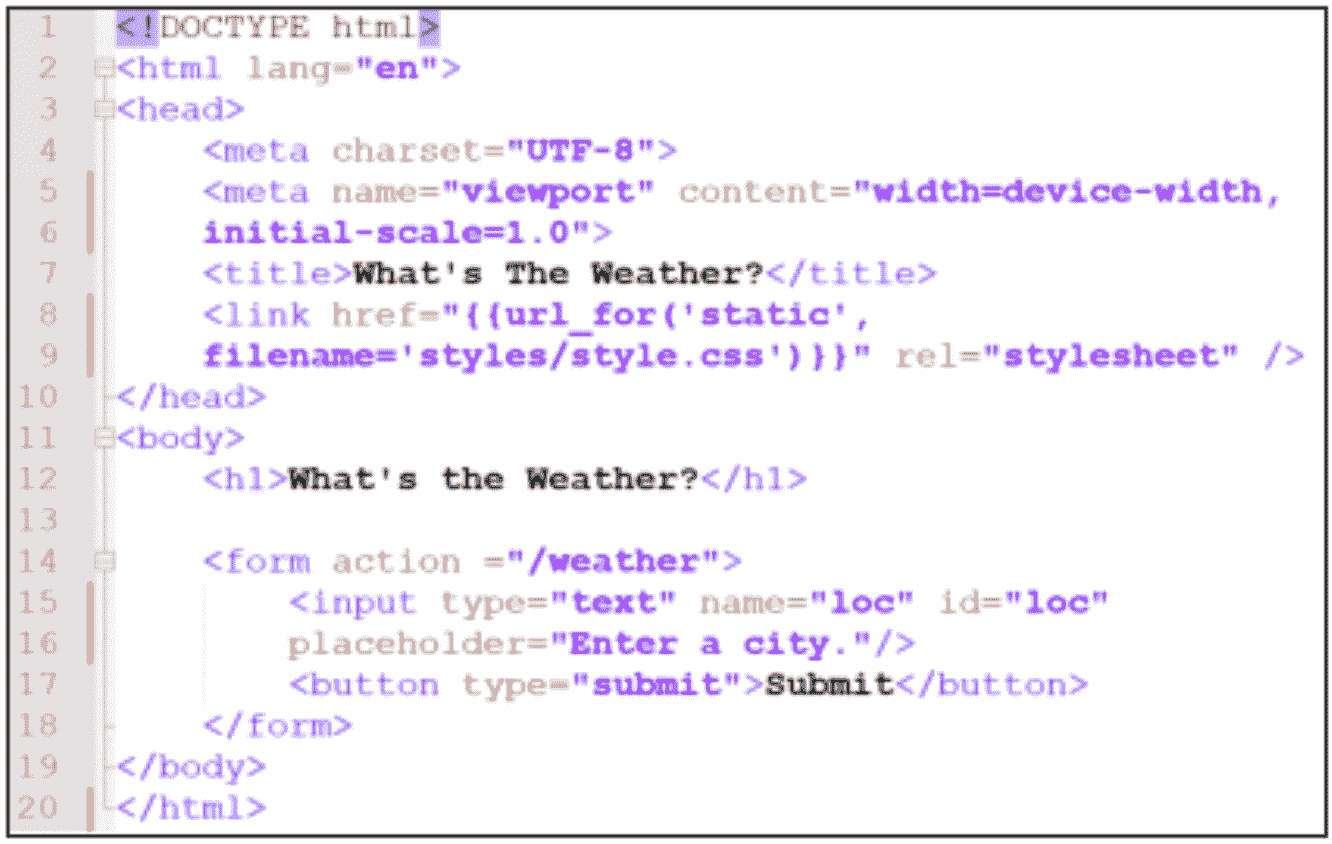 1 <!DOCTYPE html>
2 <html lang="en">
3 <head>
4 <meta charset="UTF-8">
5 <meta name="viewport" content="width=device-width,
6 initial-scale=1.0">
7 <title>What's The Weather?</title>
8 <link href="{{url_for('static',
9 filename='styles/style.css')}}" rel="stylesheet" />
10 </head>
11 <body>
12 <h1>What's the Weather?</h1>
13
14 <form action ="/weather">
15 <input type="text" name="loc" id="loc"
16 placeholder="Enter a city."/>
17 <button type="submit">Submit</button>
18 </form>
19 </body>
20 </html>